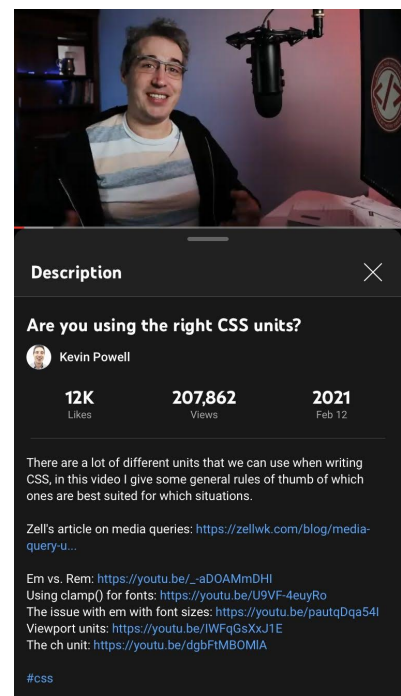 </>
Description
Are you using the right CSS units?
Kevin Powell
12K
Likes
207,862
Views
2021
Feb 12
There are a lot of different units that we can use when writing
CSS, in this video I give some general rules of thumb of which
ones are best suited for which situations.
Zell's article on media queries: https://zellwk.com/blog/media-
query-u...
Em vs. Rem: https://youtu.be/_-aDOAMmDHI
Using clamp() for fonts: https://youtu.be/U9VF-4euyRo
The issue with em with font sizes: https://youtu.be/pautqDqa54I
Viewport units: https://youtu.be/IWFqGsXxJ1E
The ch unit: https://youtu.be/dgbFtMBOMlA
#css